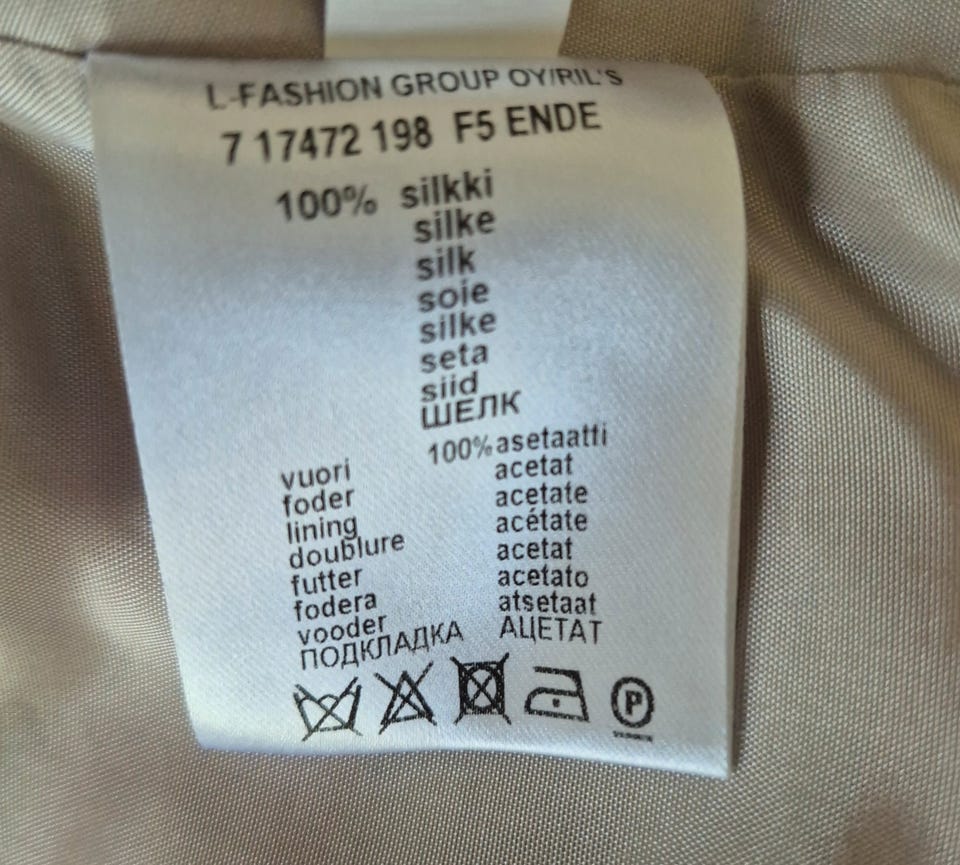 L-FASHION GROUP OY/RIL'S
7 17472 198 F5 ENDE
100% silkki
silke
silk
soie
silke
seta
siid
ШЕЛК
100% asetaatti
vuori acetat
foder acetate
lining acétate
doublure acetat
futter acetato
fodera atsetaat
vooder АЦЕТАТ
ПОДКЛАДКА
P